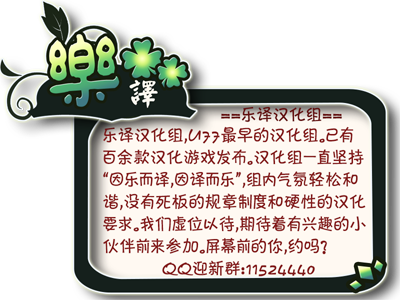 樂
譯
==乐译汉化组==
乐译汉化组,U77最早的汉化组。已有
百余款汉化游戏发布。汉化组一直坚持
“因乐而译,因译而乐”,组内气氛轻松和
谐,没有死板的规章制度和硬性的汉化
要求。我们虚位以待,期待着有兴趣的小
伙伴前来参加。屏幕前的你,约吗?
QQ迎新群:11524440